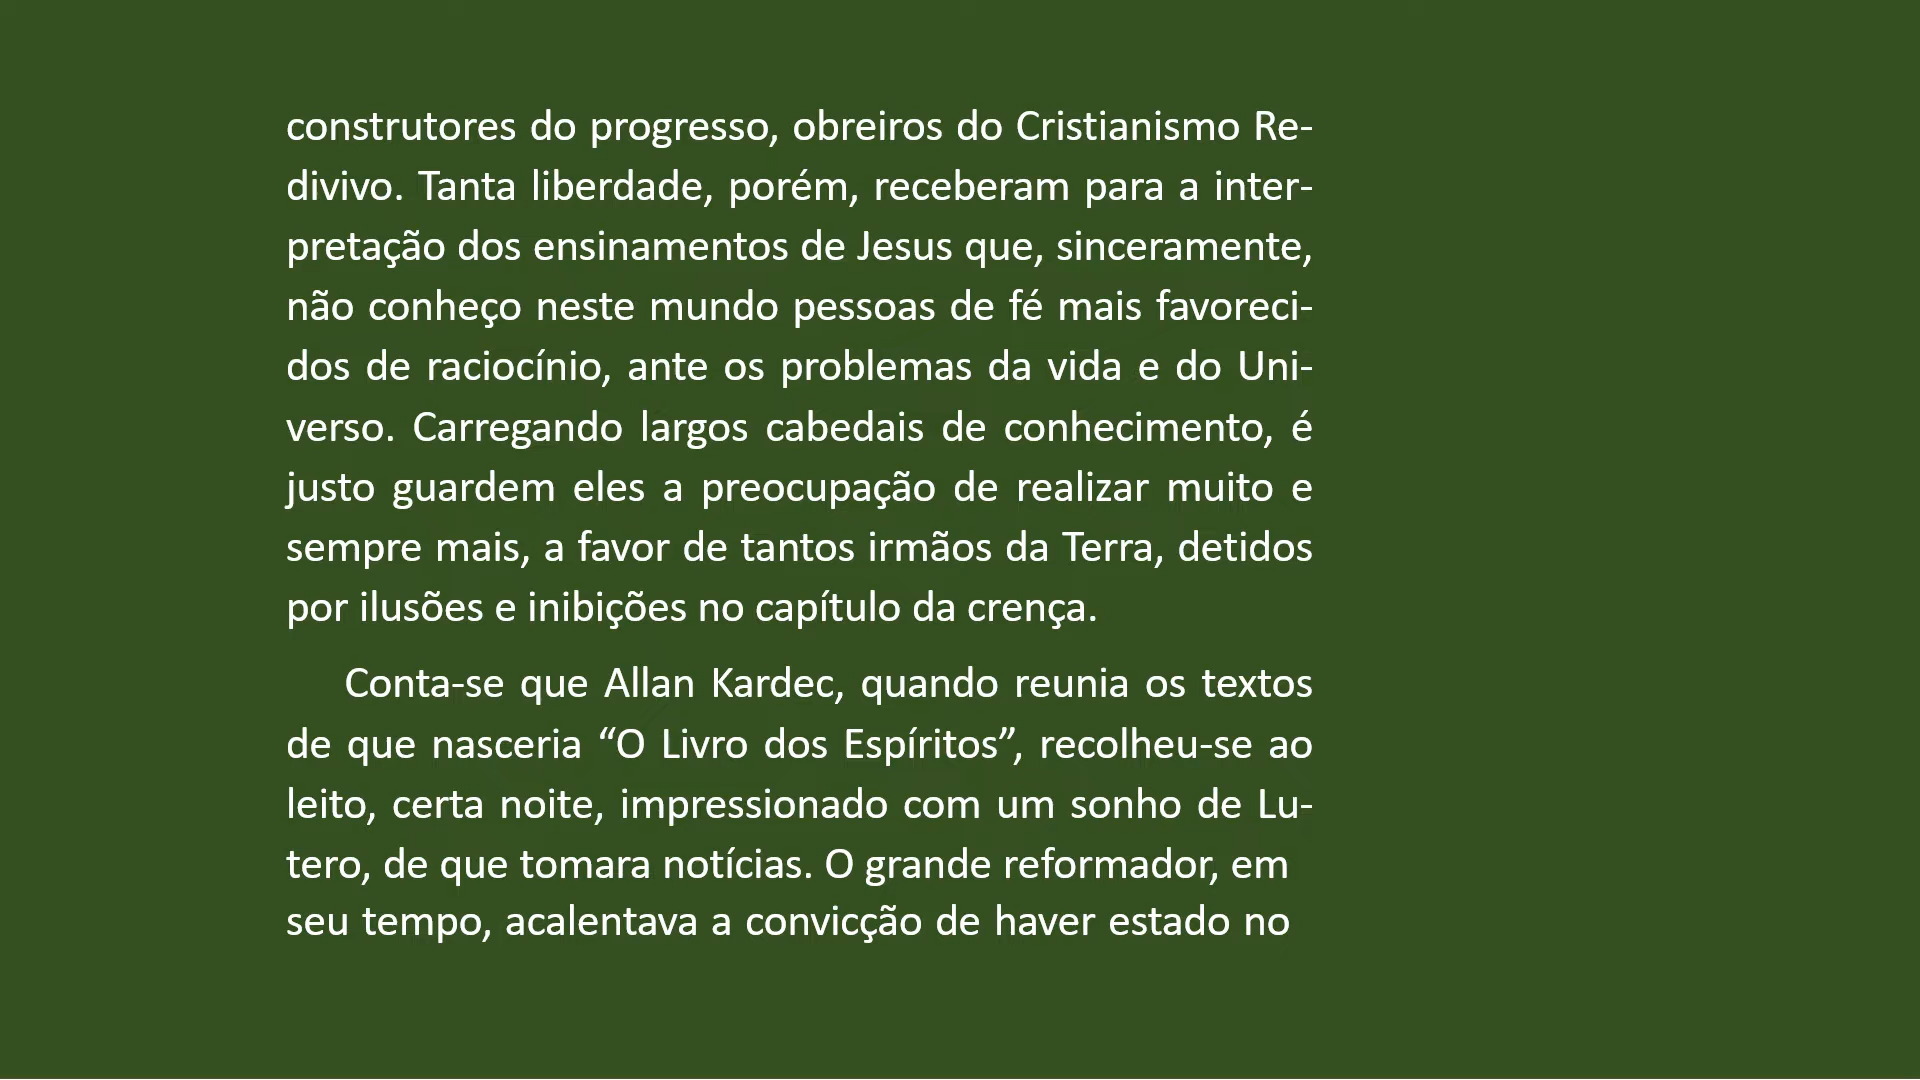 construtores do progresso, obreiros do Cristianismo Re-
divivo. Tanta liberdade, porém, receberam para a inter-
pretação dos ensinamentos de Jesus que, sinceramente,
não conheço neste mundo pessoas de fé mais favoreci-
dos de raciocínio, ante os problemas da vida e do Uni-
verso. Carregando largos cabedais de conhecimento, é
justo guardem eles a preocupação de realizar muito e
sempre mais, a favor de tantos irmãos da Terra, detidos
por ilusões e inibições no capítulo da crença.
Conta-se que Allan Kardec, quando reunia os textos
de que nasceria “O Livro dos Espíritos”, recolheu-se ao
leito, certa noite, impressionado com um sonho de Lu-
tero, de que tomara notícias. O grande reformador, em
seu tempo, acalentava a convicção de haver estado no